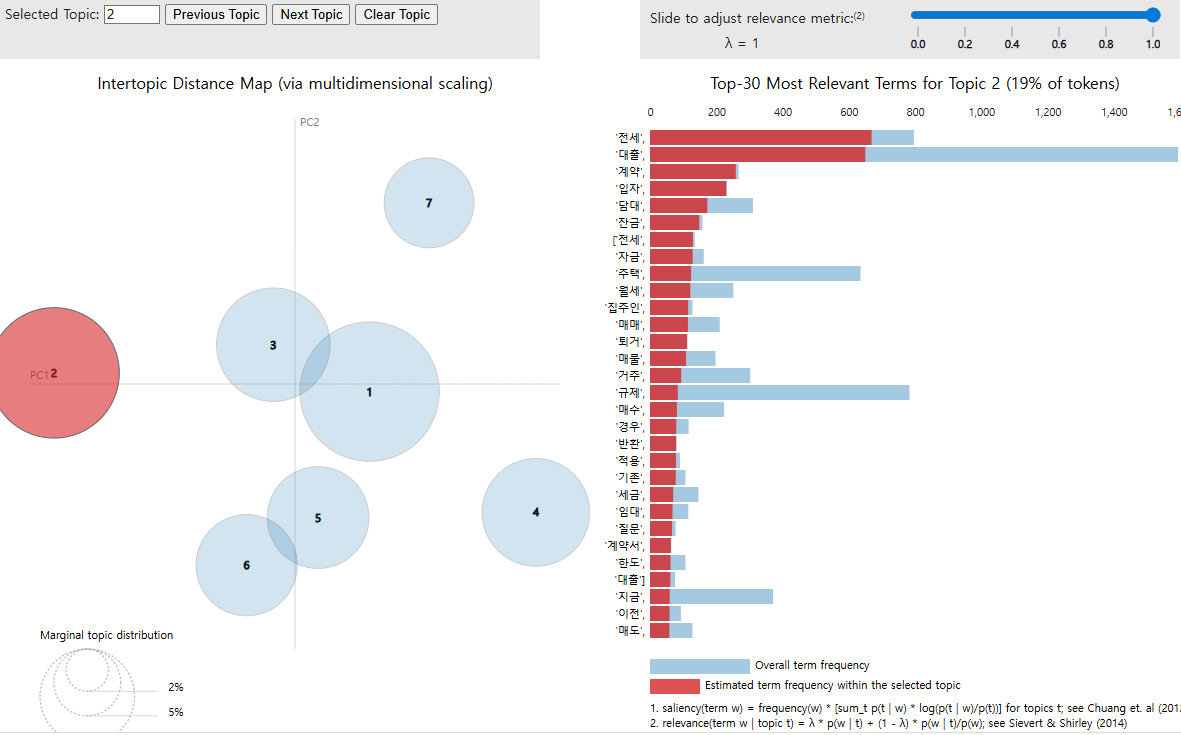 Selected Topic: 2 Previous Topic Next Topic Clear Topic
Slide to adjust relevance metric:(2)
λ = 1
0.0 0.2 0.4 0.6 0.8 1.0
Intertopic Distance Map (via multidimensional scaling)
PC2
PC1
7
3
2
1
5
4
6
Marginal topic distribution
2%
5%
Top-30 Most Relevant Terms for Topic 2 (19% of tokens)
0 200 400 600 800 1,000 1,200 1,400 1,6
'전세',
'대출',
'계약',
'입자',
'담대',
'잔금',
['전세',
'자금',
'주택',
'월세',
'집주인',
'매매',
'퇴거',
'매물',
'거주',
'규제',
'매수',
'경우',
'반환',
'적용',
'기존',
'세금',
'임대',
'질문',
'계약서',
'한도',
'대출']
'지금',
'이전',
'매도',
Overall term frequency
Estimated term frequency within the selected topic
1. saliency(term w) = frequency(w) * [sum_t p(t | w) * log(p(t | w)/p(t))] for topics t; see Chuang et. al (201
2. relevance(term w | topic t) = λ * p(w | t) + (1 - λ) * p(w | t)/p(w); see Sievert & Shirley (2014)